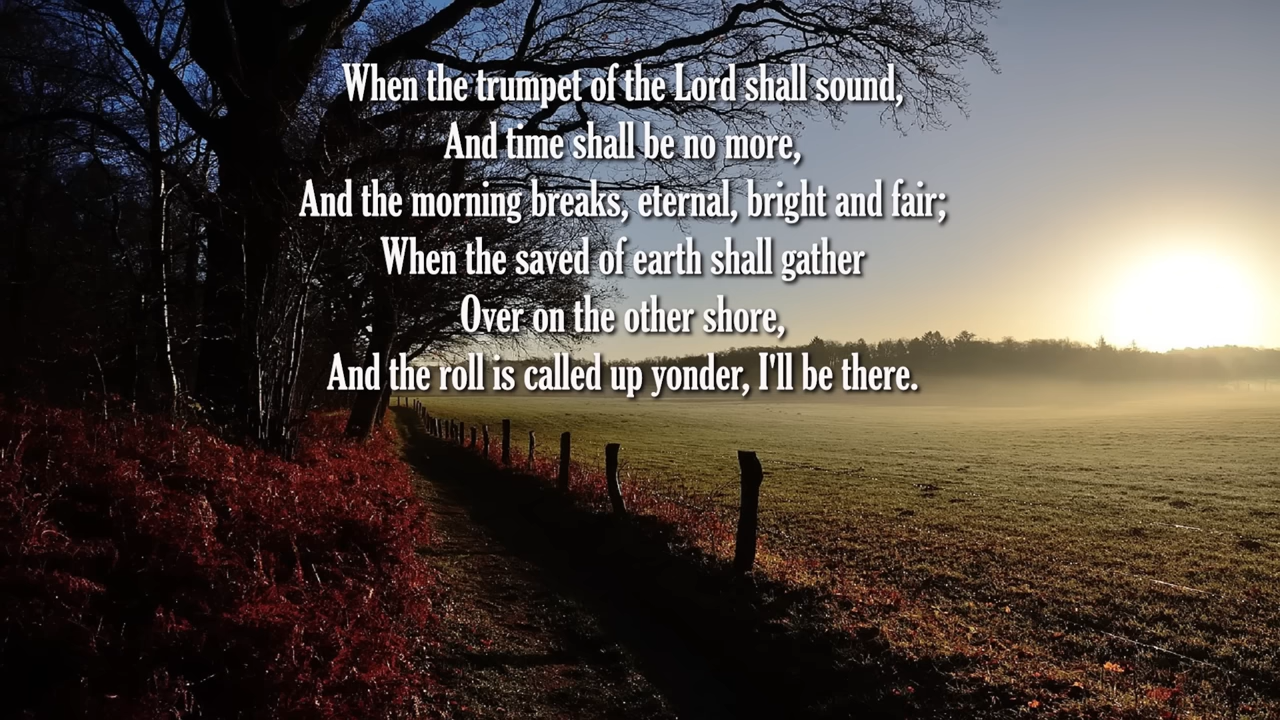 When the trumpet of the Lord shall sound,
And time shall be no more,
And the morning breaks, eternal, bright and fair;
When the saved of earth shall gather
Over on the other shore,
And the roll is called up yonder, I'll be there.